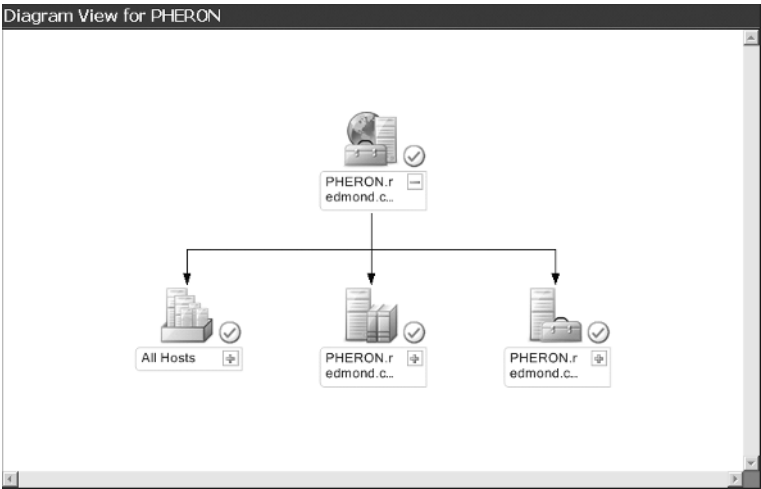 Diagram View for PHERON
PHERON.r
edmond.c...
All Hosts
PHERON.r
edmond.c...
PHERON.r
edmond.c...